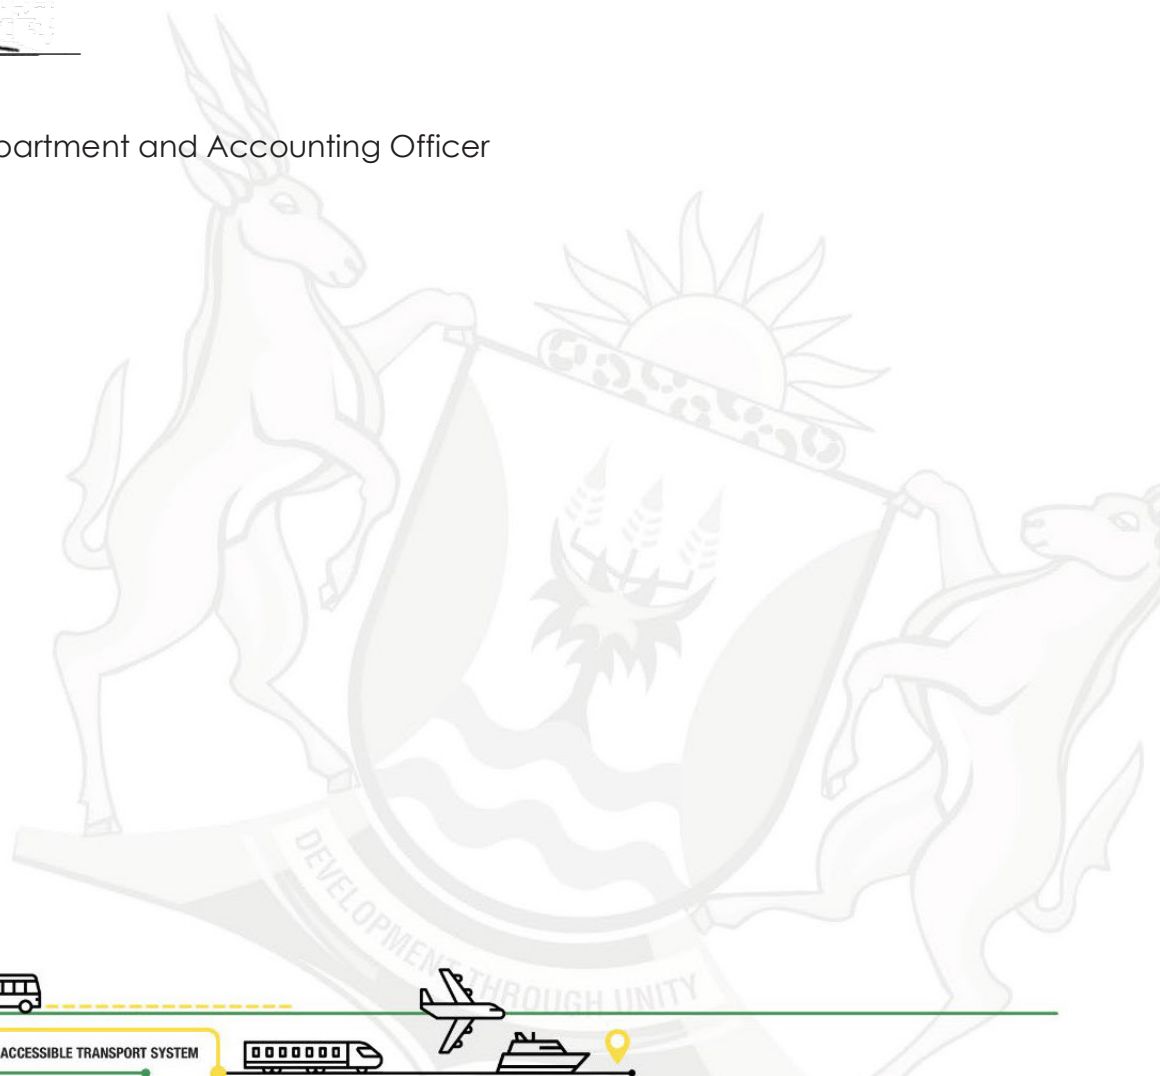 partment and Accounting Officer
DEVELOPMENT THROUGH UNITY
ACCESSIBLE TRANSPORT SYSTEM